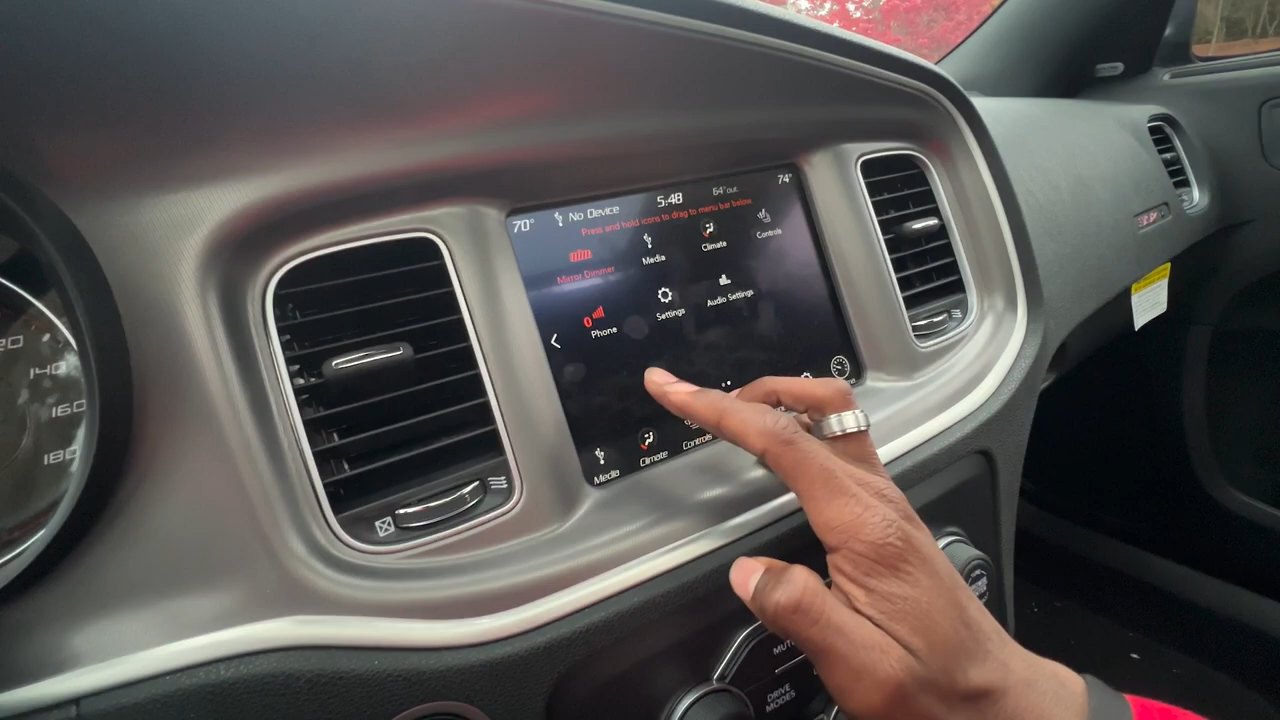 70° No Device 5:48 64°out 74°
Press and hold icons to drag to menu bar below
Mirror Dimmer Media Climate Controls
Phone Settings Audio Settings
Media Climate Controls
20
140
160
180
MUTE
DRIVE
MODES